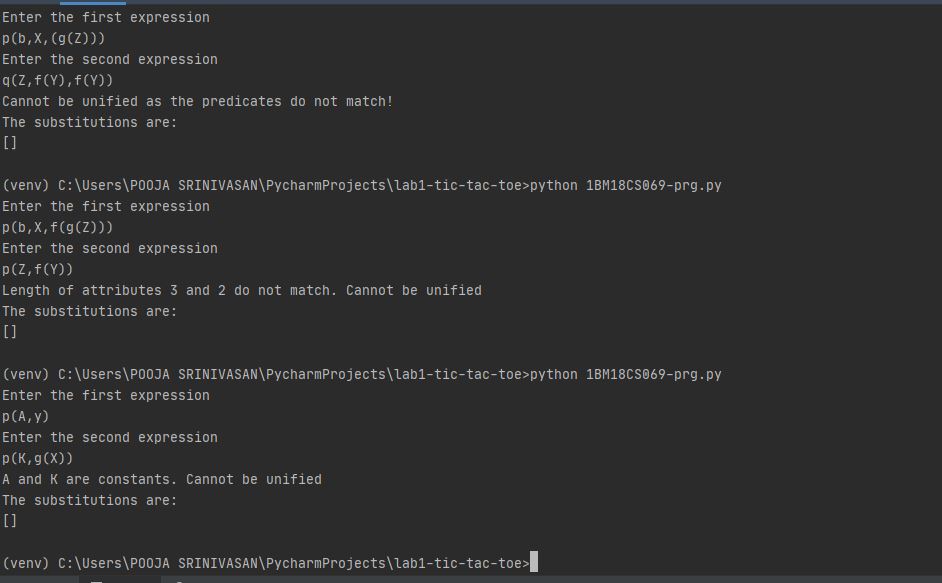 Enter the first expression
p(b,X,(g(Z)))
Enter the second expression
q(Z,f(Y),f(Y))
Cannot be unified as the predicates do not match!
The substitutions are:
[]
(venv) C:\Users\POOJA SRINIVASAN\PycharmProjects\lab1-tic-tac-toe>python 1BM18CS069-prg.py
Enter the first expression
p(b,X,f(g(Z)))
Enter the second expression
p(Z,f(Y))
Length of attributes 3 and 2 do not match. Cannot be unified
The substitutions are:
[]
(venv) C:\Users\POOJA SRINIVASAN\PycharmProjects\lab1-tic-tac-toe>python 1BM18CS069-prg.py
Enter the first expression
p(A,y)
Enter the second expression
p(K,g(X))
A and K are constants. Cannot be unified
The substitutions are:
[]
(venv) C:\Users\POOJA SRINIVASAN\PycharmProjects\lab1-tic-tac-toe>